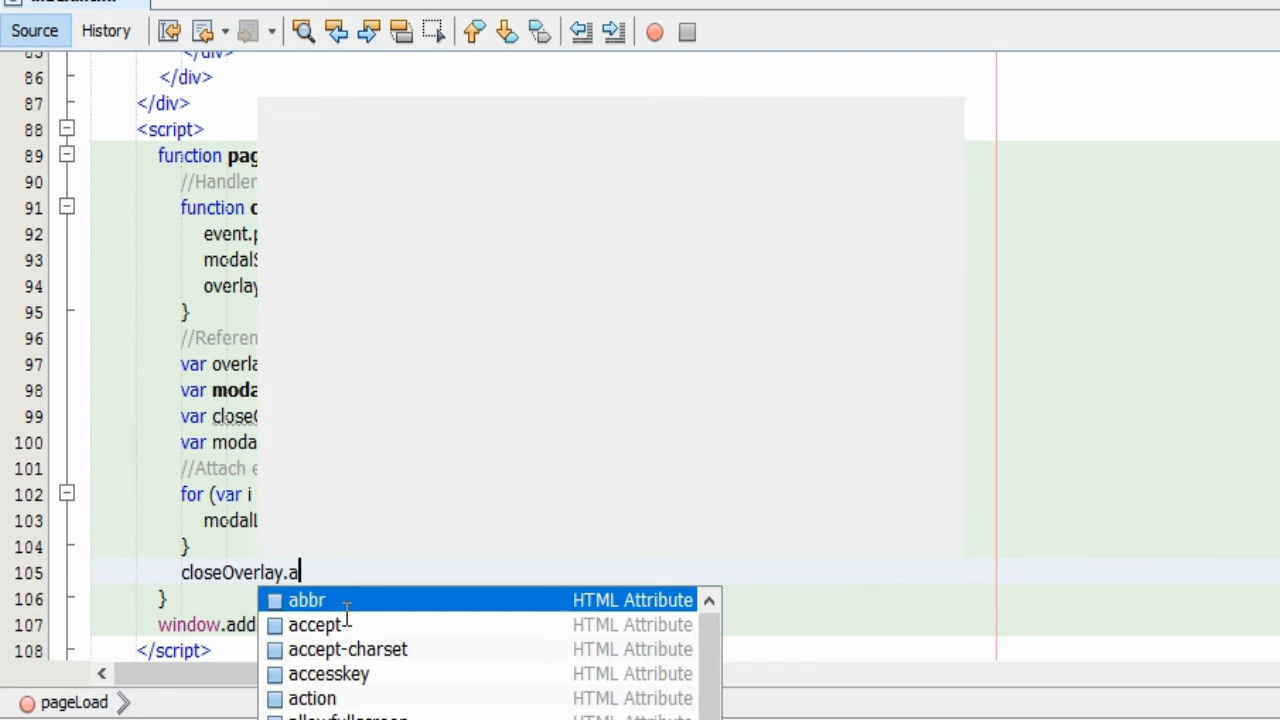 Source History
86 </div>
87 </div>
88 <script>
89 function pag
90 //Handler
91 function
92 event.p
93 modalS
94 overlay
95 }
96 //Referen
97 var overla
98 var moda
99 var close
100 var moda
101 //Attach e
102 for (var i
103 modalL
104 }
105 closeOverlay.a
106 }
107 window.add
108 </script>
abbr HTML Attribute
accept HTML Attribute
accept-charset HTML Attribute
accesskey HTML Attribute
action HTML Attribute
pageLoad